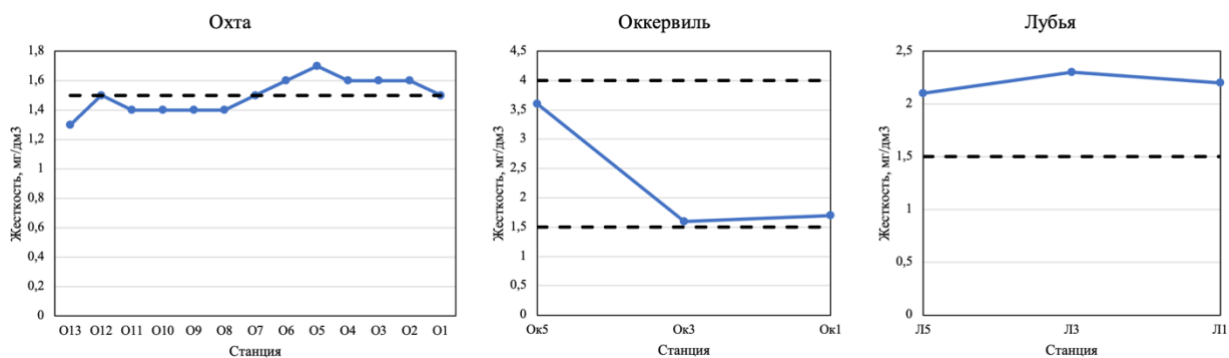 Охта
Жесткость, мг/дм3
1,8
1,6
1,4
1,2
1
0,8
0,6
0,4
0,2
0
О13 О12 О11 О10 О9 О8 О7 О6 О5 О4 О3 О2 О1
Станция
Оккервиль
Жесткость, мг/дм3
4,5
4
3,5
3
2,5
2
1,5
1
0,5
0
Ок5 Ок3 Ок1
Станция
Лубья
Жесткость, мг/дм3
2,5
2
1,5
1
0,5
0
Л5 Л3 Л1
Станция